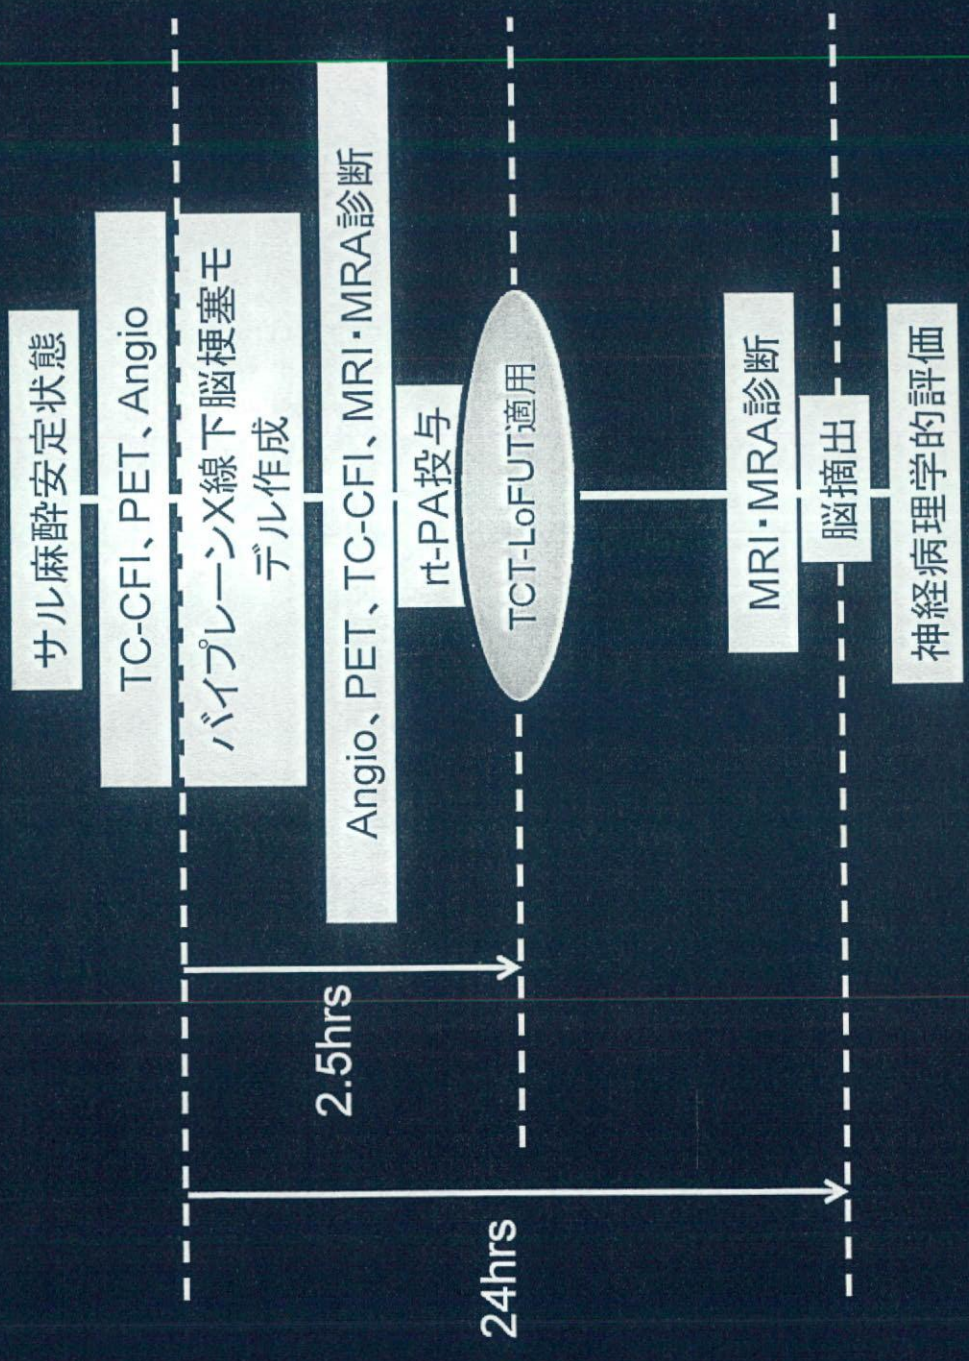 サル麻酔安定状態
TC-CFI、PET、Angio
バイプレーンX線下脳梗塞モ
デル作成
Angio、PET、TC-CFI、MRI・MRA診断
rt-PA投与
TCT-LoFUT適用
MRI・MRA診断
脳摘出
神経病理学的評価
2.5hrs
24hrs